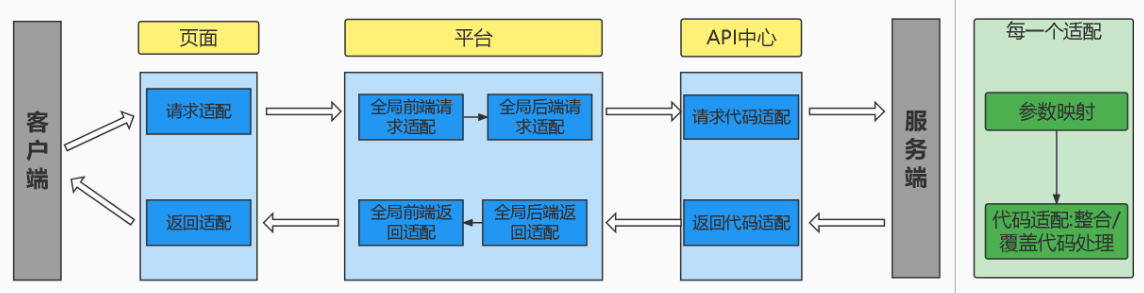 客户端
页面
平台
API中心
服务端
每一个适配
请求适配
全局前端请
求适配
全局后端请
求适配
请求代码适配
参数映射
返回适配
全局前端返
回适配
全局后端返
回适配
返回代码适配
代码适配:整合/
覆盖代码处理